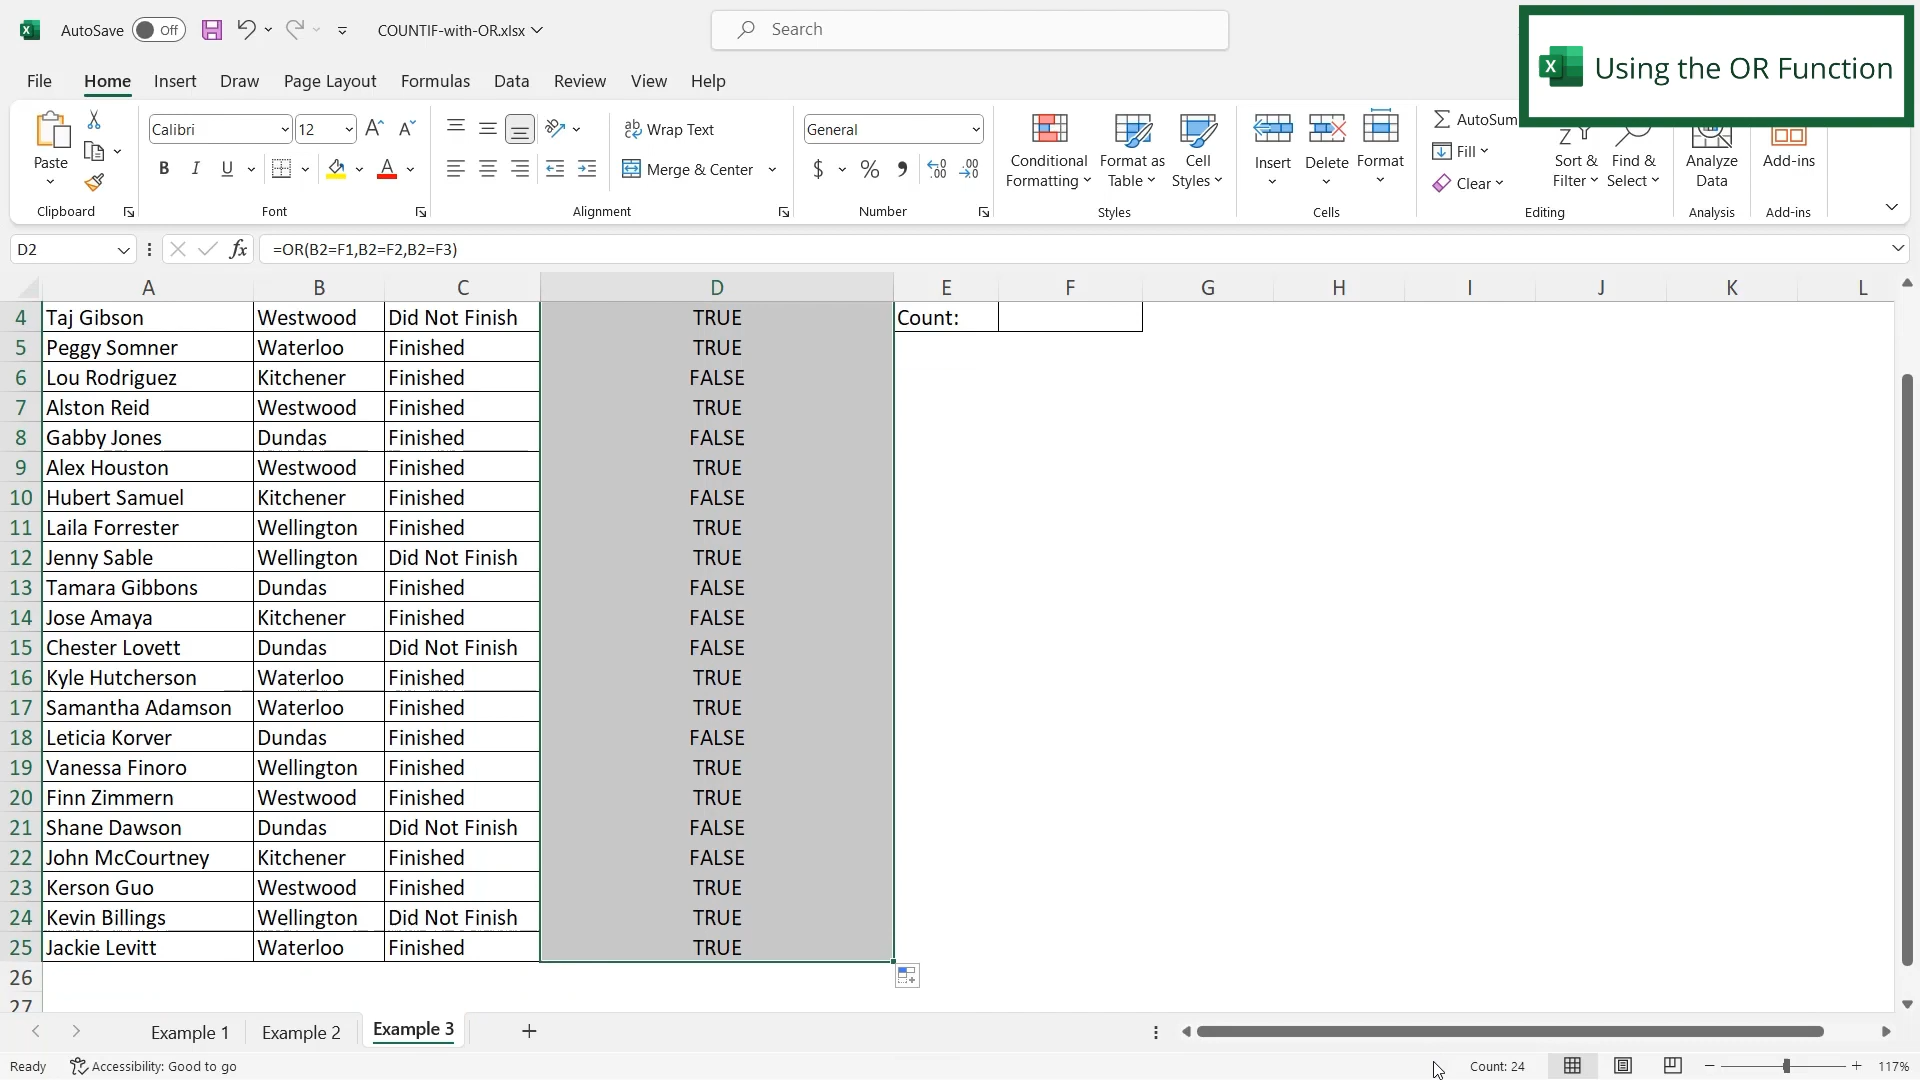 AutoSave Off COUNTIF-with-OR.xlsx Search
Using the OR Function
File Home Insert Draw Page Layout Formulas Data Review View Help
Paste
Clipboard
Calibri 12
B I U
Font
Wrap Text
Merge & Center
Alignment
General
$ % ,
Number
Conditional Formatting
Format as Table
Cell Styles
Styles
Insert Delete Format
Cells
AutoSum
Fill
Clear
Sort & Filter
Find & Select
Editing
Analyze Data
Analysis
Add-ins
Add-ins
D2 fx =OR(B2=F1,B2=F2,B2=F3)
A B C D E F G H I J K L
4 Taj Gibson Westwood Did Not Finish TRUE Count:
5 Peggy Somner Waterloo Finished TRUE
6 Lou Rodriguez Kitchener Finished FALSE
7 Alston Reid Westwood Finished TRUE
8 Gabby Jones Dundas Finished FALSE
9 Alex Houston Westwood Finished TRUE
10 Hubert Samuel Kitchener Finished FALSE
11 Laila Forrester Wellington Finished TRUE
12 Jenny Sable Wellington Did Not Finish TRUE
13 Tamara Gibbons Dundas Finished FALSE
14 Jose Amaya Kitchener Finished FALSE
15 Chester Lovett Dundas Did Not Finish FALSE
16 Kyle Hutcherson Waterloo Finished TRUE
17 Samantha Adamson Waterloo Finished TRUE
18 Leticia Korver Dundas Finished FALSE
19 Vanessa Finoro Wellington Finished TRUE
20 Finn Zimmern Westwood Finished TRUE
21 Shane Dawson Dundas Did Not Finish FALSE
22 John McCourtney Kitchener Finished FALSE
23 Kerson Guo Westwood Finished TRUE
24 Kevin Billings Wellington Did Not Finish TRUE
25 Jackie Levitt Waterloo Finished TRUE
26
27
Example 1 Example 2 Example 3
Ready Accessibility: Good to go Count: 24 117%